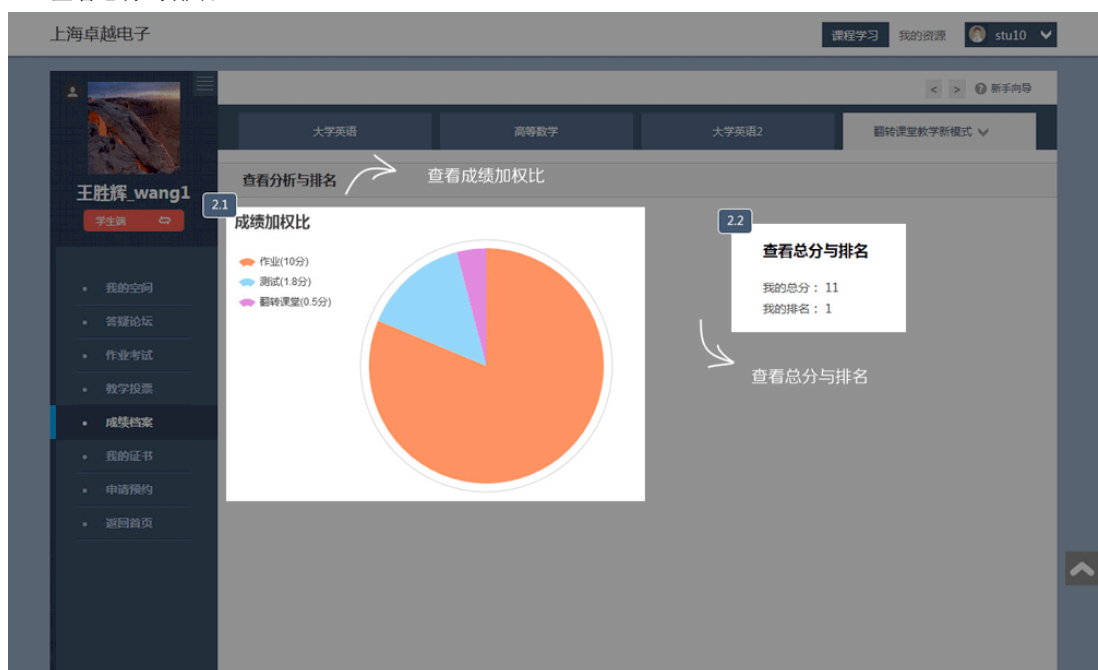 上海卓越电子
课程学习 我的资源 stu10
< > 新手向导
大学英语 高等数学 大学英语2 翻转课堂教学新模式
王胜辉_wang1
学生端
我的空间
答疑论坛
作业考试
教学投票
成绩档案
我的证书
申请预约
返回首页
查看分析与排名
查看成绩加权比
2.1
成绩加权比
作业(10分)
测试(1.8分)
翻转课堂(0.5分)
2.2
查看总分与排名
我的总分： 11
我的排名： 1
查看总分与排名